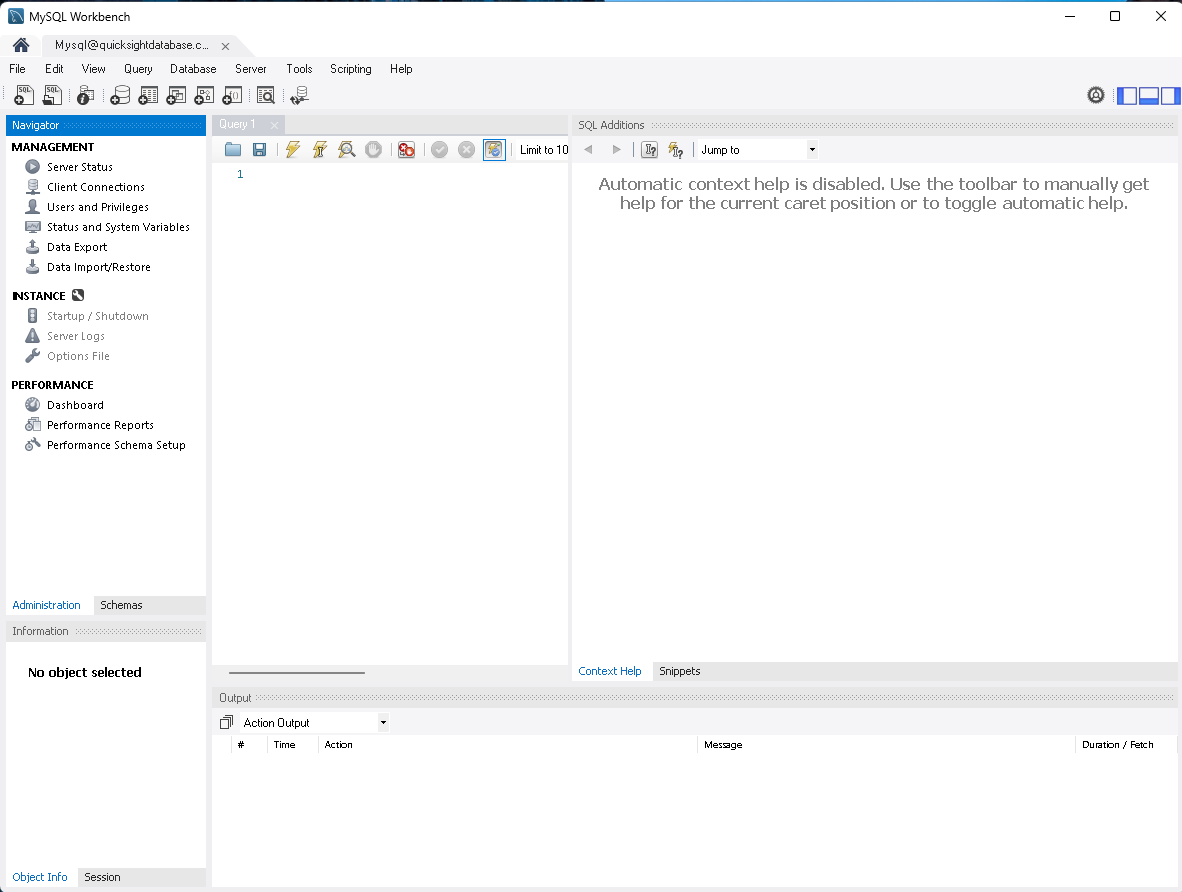 MySQL Workbench
Mysql@quicksightdatabase.c...
File Edit View Query Database Server Tools Scripting Help
Navigator
MANAGEMENT
Server Status
Client Connections
Users and Privileges
Status and System Variables
Data Export
Data Import/Restore
INSTANCE
Startup / Shutdown
Server Logs
Options File
PERFORMANCE
Dashboard
Performance Reports
Performance Schema Setup
Administration Schemas
Information
No object selected
Object Info Session
Query 1
Limit to 10
1
SQL Additions
Jump to
Automatic context help is disabled. Use the toolbar to manually get
help for the current caret position or to toggle automatic help.
Context Help Snippets
Output
Action Output
# Time Action Message Duration / Fetch